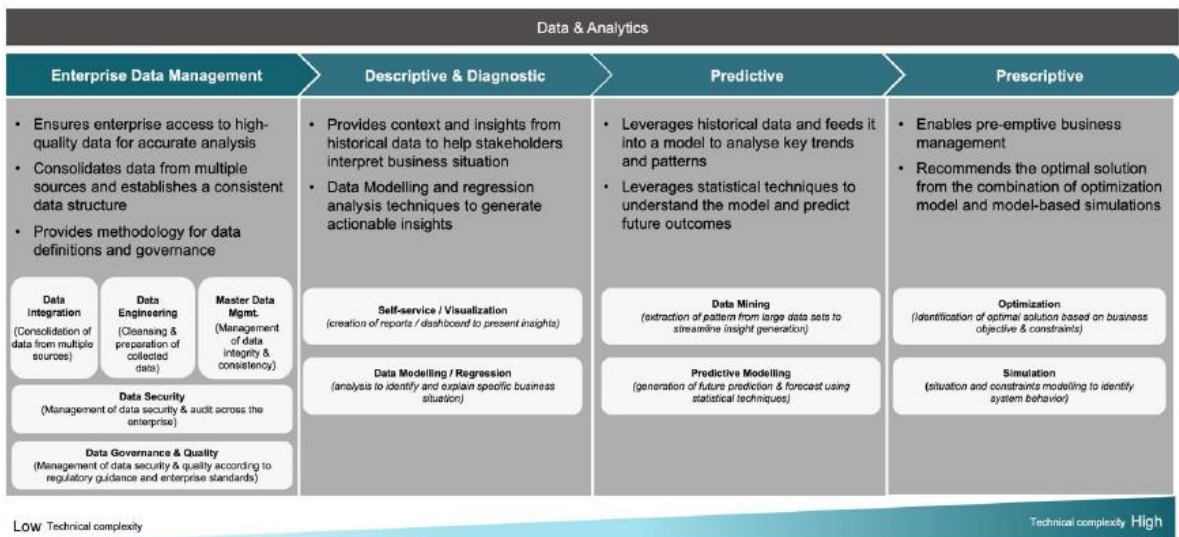 Data & Analytics
Enterprise Data Management
Descriptive & Diagnostic
Predictive
Prescriptive
• Ensures enterprise access to high-
quality data for accurate analysis
• Consolidates data from multiple
sources and establishes a consistent
data structure
• Provides methodology for data
definitions and governance
Data
Integration
(Consolidation of
data from multiple
sources)
Data
Engineering
(Cleansing &
preparation of
collected
data)
Master Data
Mgmt.
(Management
of data
integrity &
consistency)
Data Security
(Management of data security & audit across the
enterprise)
Data Governance & Quality
(Management of data security & quality according to
regulatory guidance and enterprise standards)
• Provides context and insights from
historical data to help stakeholders
interpret business situation
• Data Modelling and regression
analysis techniques to generate
actionable insights
Self-service / Visualization
(creation of reports / dashboard to present insights)
Data Modelling / Regression
(analysis to identify and explain specific business
situation)
• Leverages historical data and feeds it
into a model to analyse key trends
and patterns
• Leverages statistical techniques to
understand the model and predict
future outcomes
Data Mining
(extraction of pattern from large data sets to
streamline insight generation)
Predictive Modelling
(generation of future prediction & forecast using
statistical techniques)
• Enables pre-emptive business
management
• Recommends the optimal solution
from the combination of optimization
model and model-based simulations
Optimization
(Identification of optimal solution based on business
objective & constraints)
Simulation
(situation and constraints modelling to identify
system behavior)
Low Technical complexity
Technical complexity High